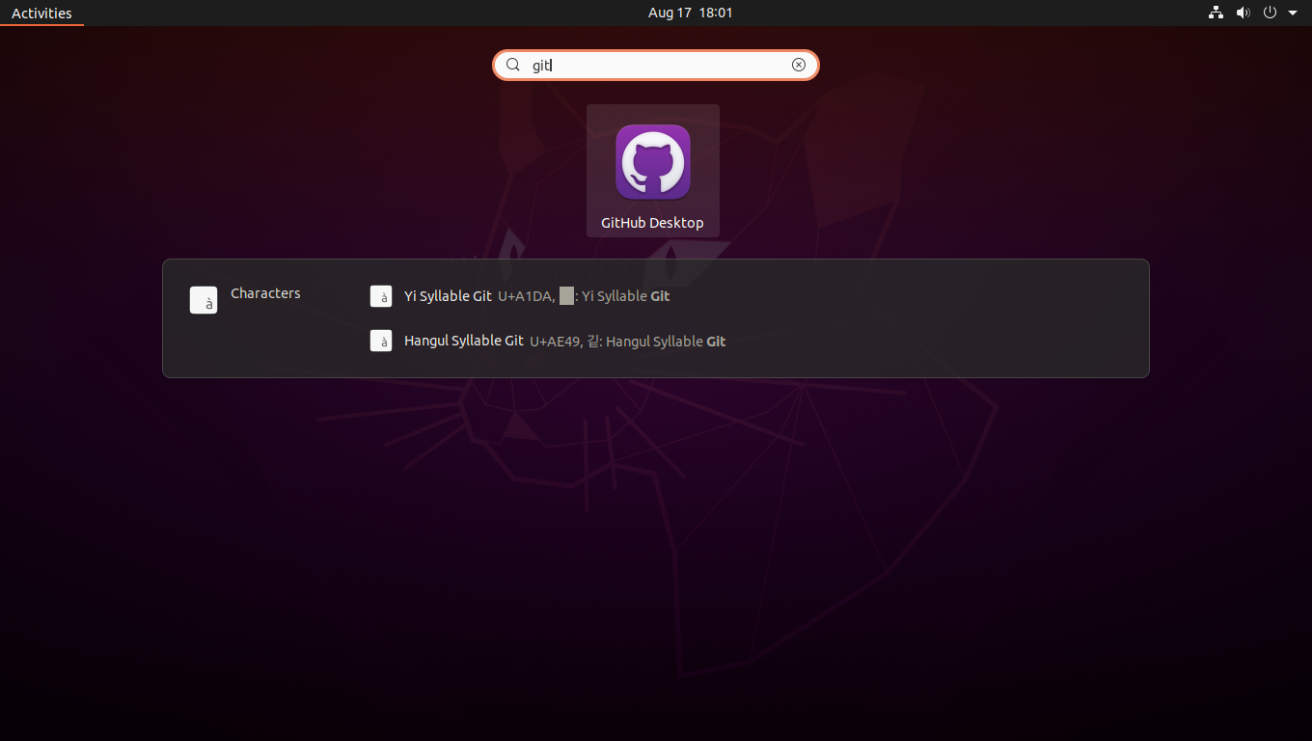 Activities
Aug 17 18:01
git
GitHub Desktop
Characters
Yi Syllable Git U+A1DA, : Yi Syllable Git
Hangul Syllable Git U+AE49, 깉: Hangul Syllable Git